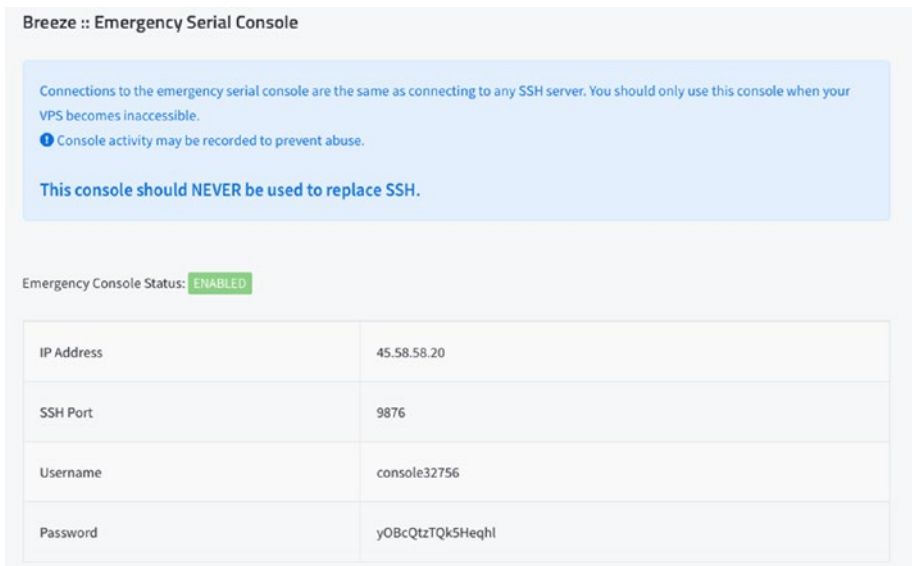 Breeze :: Emergency Serial Console
Connections to the emergency serial console are the same as connecting to any SSH server. You should only use this console when your
VPS becomes inaccessible.
Console activity may be recorded to prevent abuse.
This console should NEVER be used to replace SSH.
Emergency Console Status: ENABLED
IP Address 45.58.58.20
SSH Port 9876
Username console32756
Password yOBcQtzTQk5Heqhl